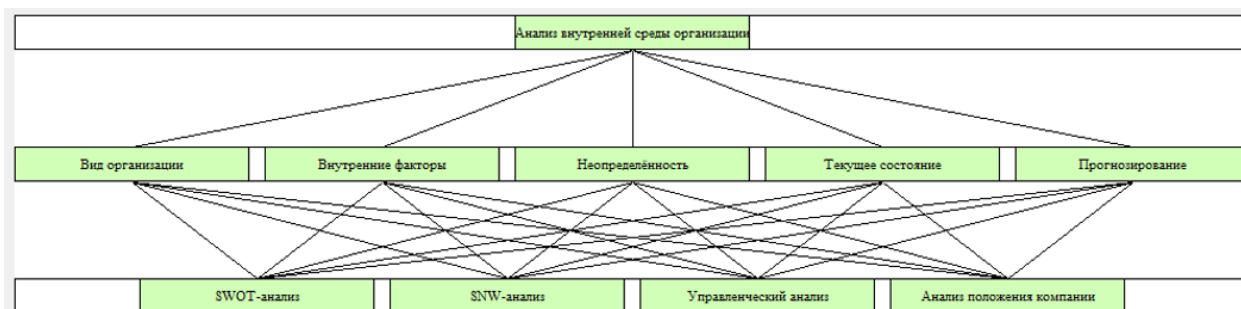 Анализ внутренней среды организации
Вид организации
Внутренние факторы
Неопределённость
Текущее состояние
Прогнозирование
SWOT-анализ
SNW-анализ
Управленческий анализ
Анализ положения компании